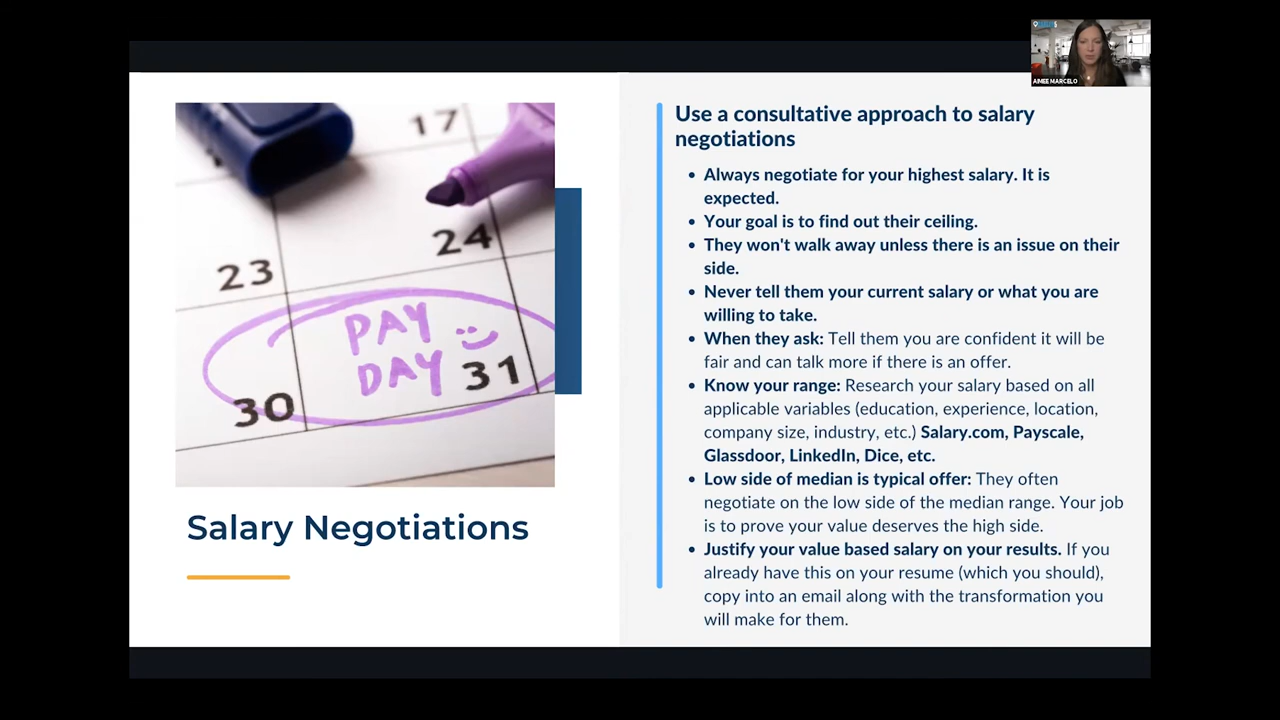 AIMEE MARCELO
17
24
23
PAY
DAY
31
30
Salary Negotiations
Use a consultative approach to salary
negotiations
• Always negotiate for your highest salary. It is
expected.
• Your goal is to find out their ceiling.
• They won't walk away unless there is an issue on their
side.
• Never tell them your current salary or what you are
willing to take.
• When they ask: Tell them you are confident it will be
fair and can talk more if there is an offer.
• Know your range: Research your salary based on all
applicable variables (education, experience, location,
company size, industry, etc.) Salary.com, Payscale,
Glassdoor, LinkedIn, Dice, etc.
• Low side of median is typical offer: They often
negotiate on the low side of the median range. Your job
is to prove your value deserves the high side.
• Justify your value based salary on your results. If you
already have this on your resume (which you should),
copy into an email along with the transformation you
will make for them.